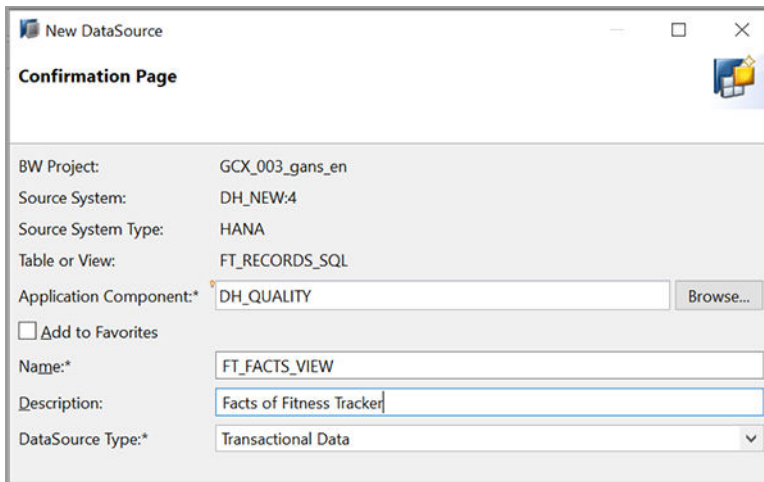 New DataSource
Confirmation Page
BW Project: GCX_003_gans_en
Source System: DH_NEW:4
Source System Type: HANA
Table or View: FT_RECORDS_SQL
Application Component:* DH_QUALITY Browse...
Add to Favorites
Name:* FT_FACTS_VIEW
Description: Facts of Fitness Tracker
DataSource Type:* Transactional Data